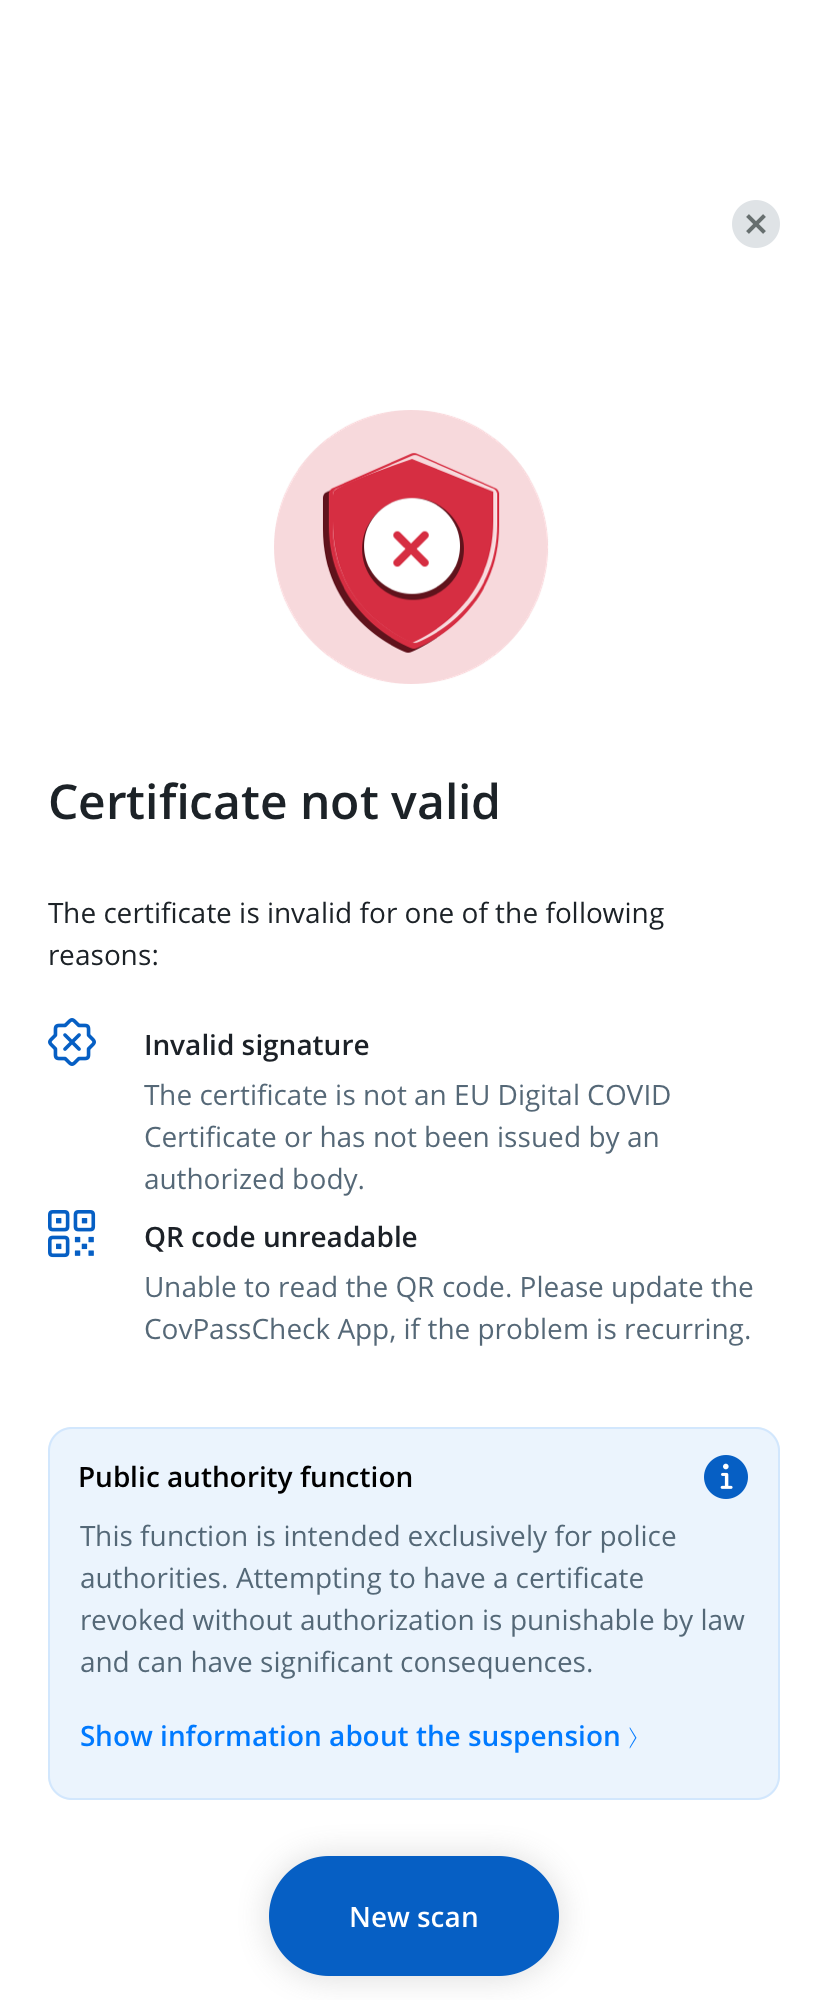 Certificate not valid
The certificate is invalid for one of the following
reasons:
Invalid signature
The certificate is not an EU Digital COVID
Certificate or has not been issued by an
authorized body.
QR code unreadable
Unable to read the QR code. Please update the
CovPassCheck App, if the problem is recurring.
Public authority function
This function is intended exclusively for police
authorities. Attempting to have a certificate
revoked without authorization is punishable by law
and can have significant consequences.
Show information about the suspension
New scan